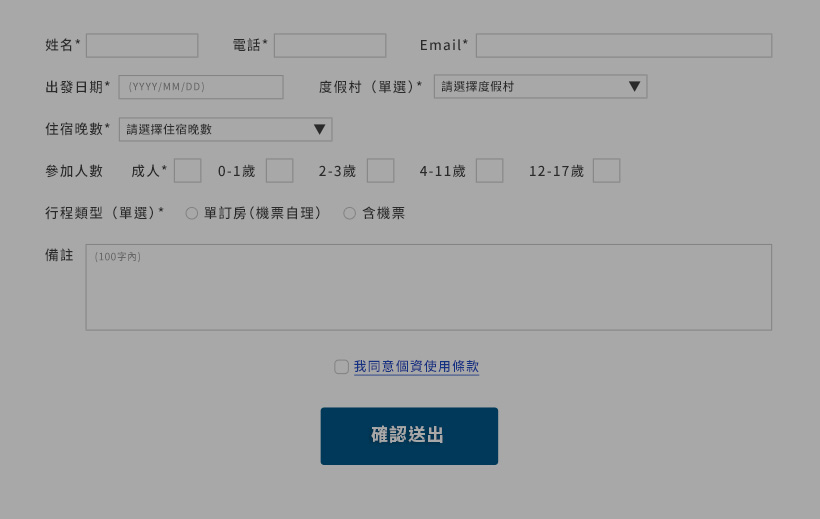 姓名* 電話* Email*
出發日期* (YYYY/MM/DD) 度假村（單選）* 請選擇度假村 ▼
住宿晚數* 請選擇住宿晚數 ▼
參加人數 成人* 0-1歲 2-3歲 4-11歲 12-17歲
行程類型（單選）* 單訂房(機票自理) 含機票
備註 (100字內)
我同意個資使用條款
確認送出